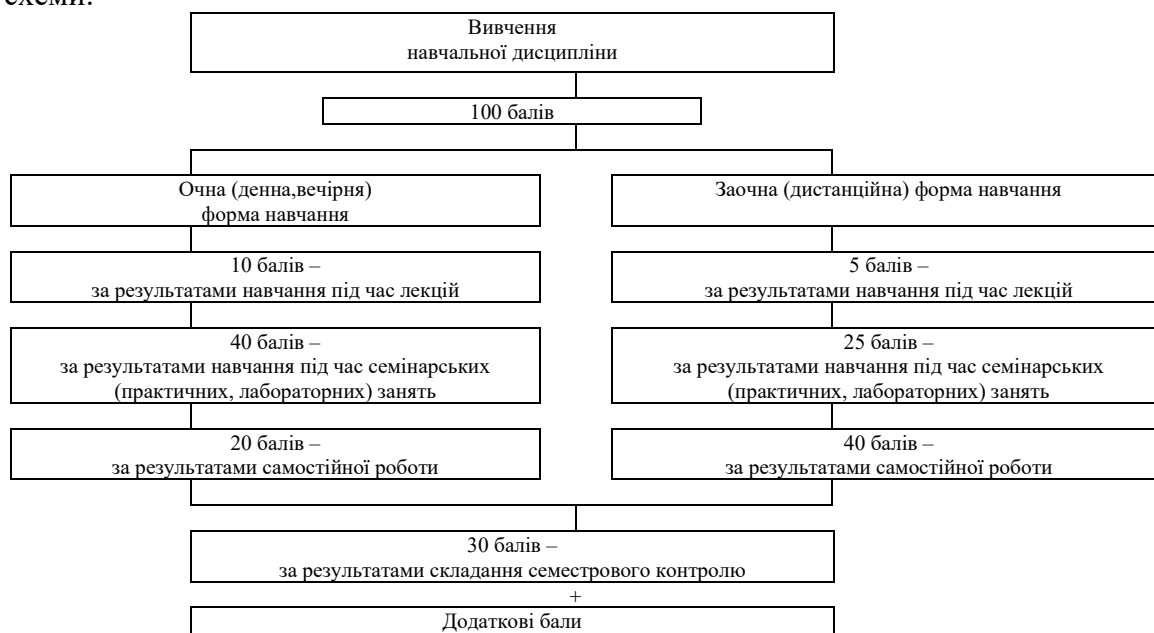 схеми:
Вивчення
навчальної дисципліни
100 балів
Очна (денна,вечірня)
форма навчання
Заочна (дистанційна) форма навчання
10 балів –
за результатами навчання під час лекцій
5 балів –
за результатами навчання під час лекцій
40 балів –
за результатами навчання під час семінарських
(практичних, лабораторних) занять
25 балів –
за результатами навчання під час семінарських
(практичних, лабораторних) занять
20 балів –
за результатами самостійної роботи
40 балів –
за результатами самостійної роботи
30 балів –
за результатами складання семестрового контролю
+
Додаткові бали